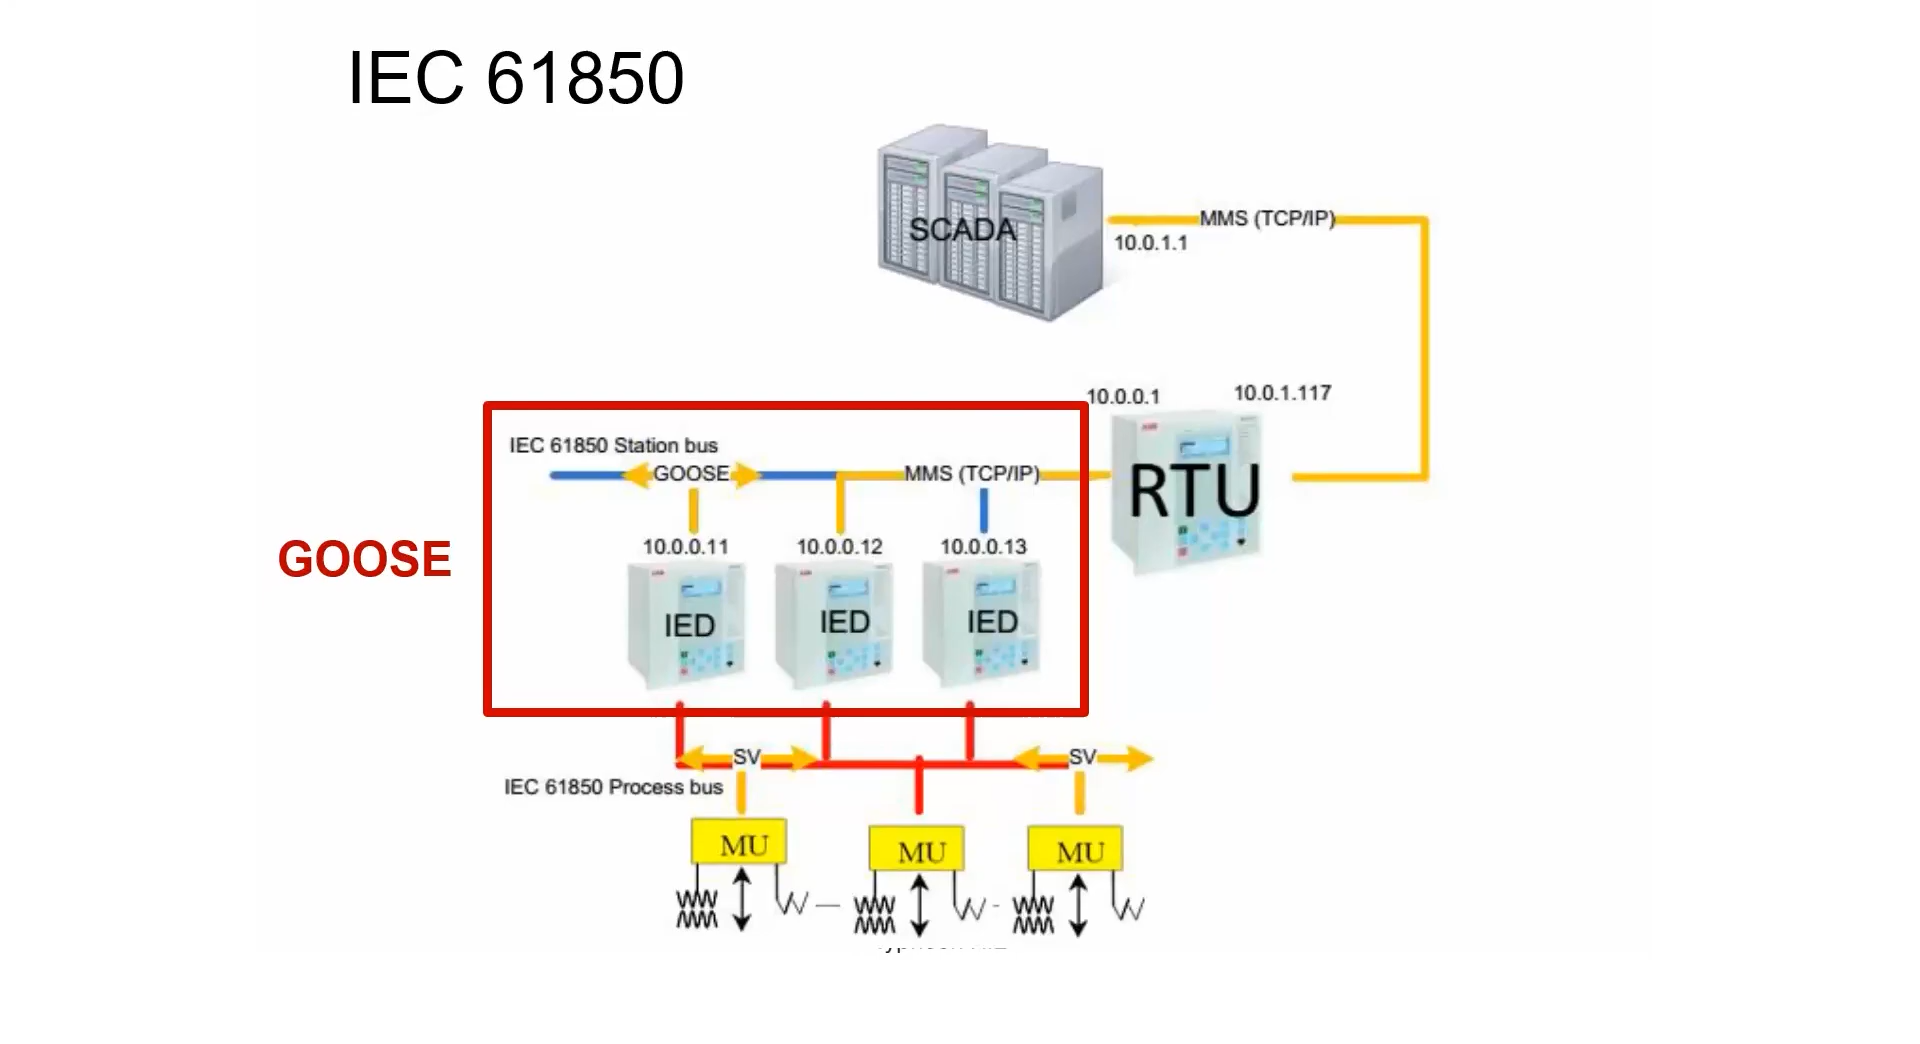 IEC 61850
SCADA
MMS (TCP/IP)
10.0.1.1
10.0.0.1
10.0.1.117
RTU
IEC 61850 Station bus
GOOSE
MMS (TCP/IP)
GOOSE
10.0.0.11
10.0.0.12
10.0.0.13
IED
IED
IED
SV
SV
IEC 61850 Process bus
MU
MU
MU